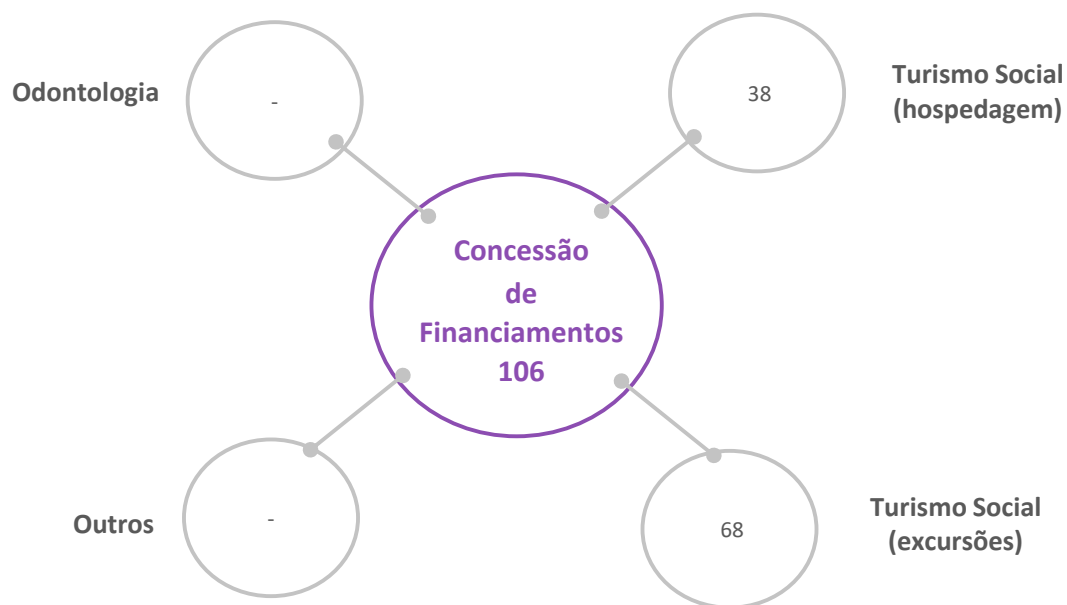 Odontologia
-
38
Turismo Social
(hospedagem)
Concessão
de
Financiamentos
106
Outros
-
68
Turismo Social
(excursões)